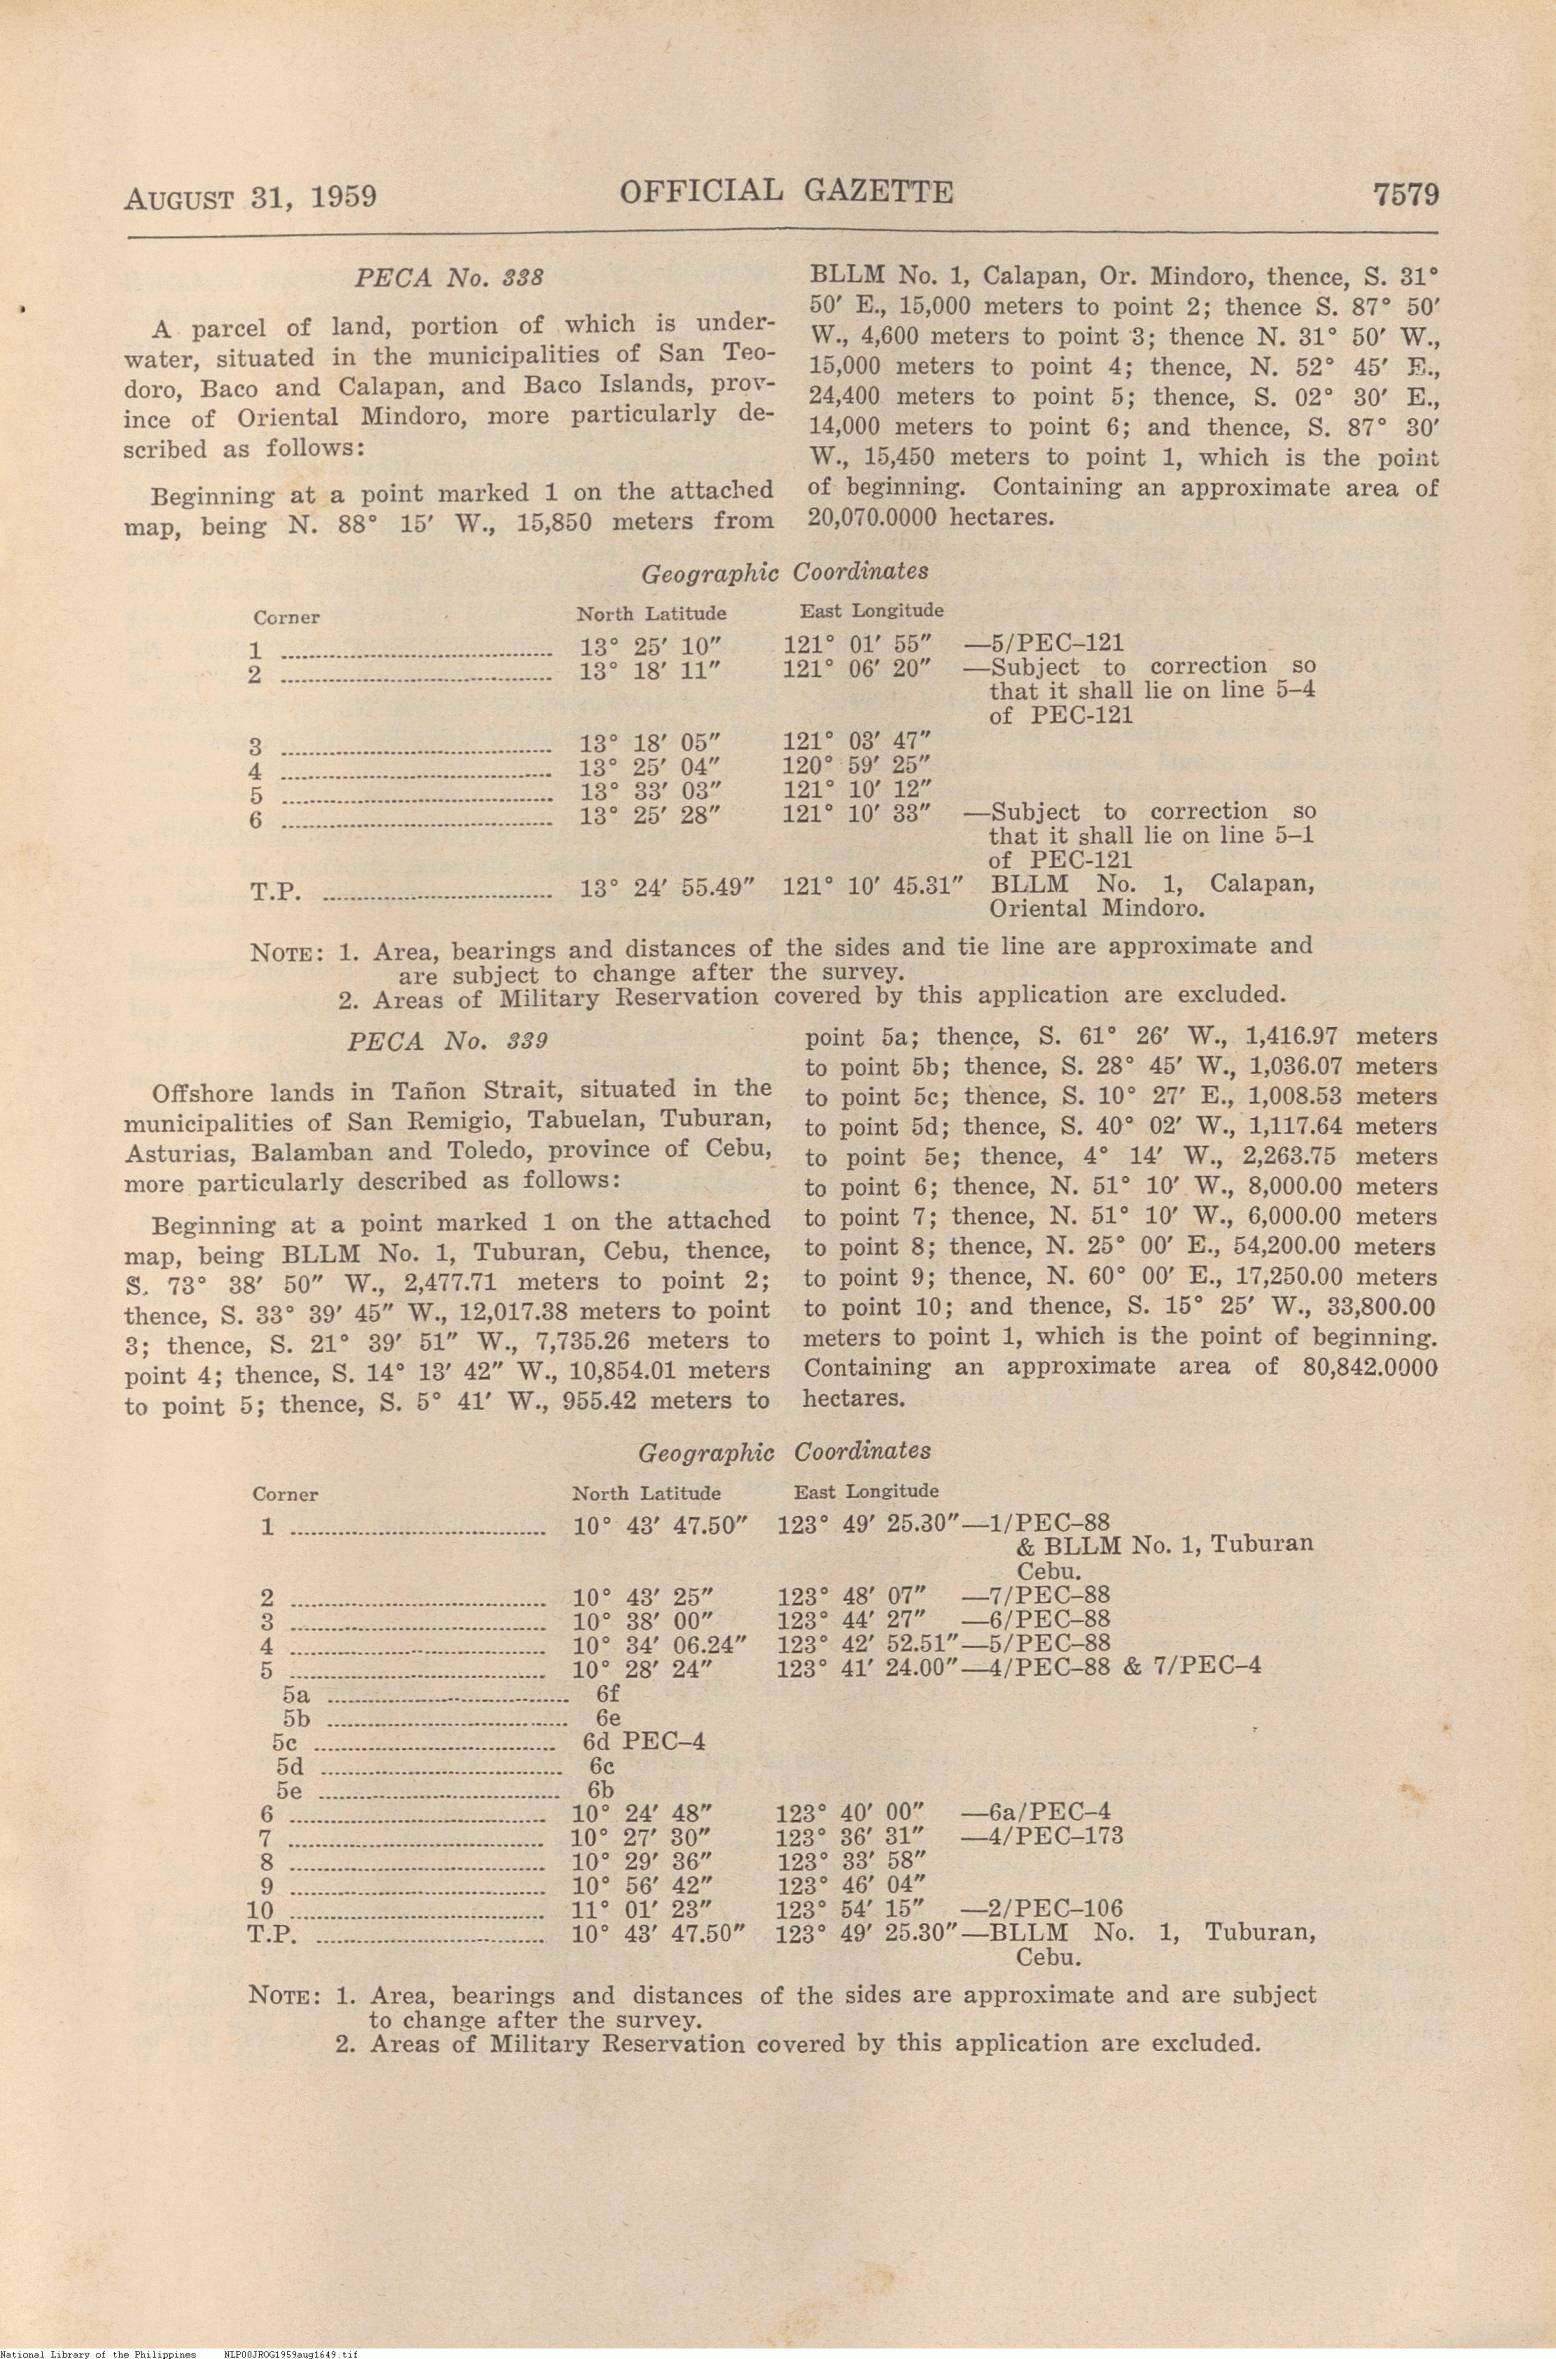 AUGUST 31, 1959 OFFICIAL GAZETTE 7579
PECA No. 338
A parcel of land, portion of which is under-
water, situated in the municipalities of San Teo-
doro, Baco and Calapan, and Baco Islands, prov-
ince of Oriental Mindoro, more particularly de-
scribed as follows:
Beginning at a point marked 1 on the attached
map, being N. 88° 15′ W., 15,850 meters from
BLLM No. 1, Calapan, Or. Mindoro, thence, S. 31°
50′ E., 15,000 meters to point 2; thence S. 87° 50′
W., 4,600 meters to point 3; thence N. 31° 50′ W.,
15,000 meters to point 4; thence, N. 52° 45′ E.,
24,400 meters to point 5; thence, S. 02° 30′ E.,
14,000 meters to point 6; and thence, S. 87° 30′
W., 15,450 meters to point 1, which is the point
of beginning. Containing an approximate area of
20,070.0000 hectares.
Geographic Coordinates
Corner North Latitude East Longitude
1 ........ 13° 25′ 10″ 121° 01′ 55″ —5/PEC–121
2 ........ 13° 18′ 11″ 121° 06′ 20″ —Subject to correction so
that it shall lie on line 5–4
of PEC-121
3 ........ 13° 18′ 05″ 121° 03′ 47″
4 ........ 13° 25′ 04″ 120° 59′ 25″
5 ........ 13° 33′ 03″ 121° 10′ 12″
6 ........ 13° 25′ 28″ 121° 10′ 33″ —Subject to correction so
that it shall lie on line 5–1
of PEC-121
T.P. ........ 13° 24′ 55.49″ 121° 10′ 45.31″ BLLM No. 1, Calapan,
Oriental Mindoro.
NOTE: 1. Area, bearings and distances of the sides and tie line are approximate and
are subject to change after the survey.
2. Areas of Military Reservation covered by this application are excluded.
PECA No. 339
Offshore lands in Tañon Strait, situated in the
municipalities of San Remigio, Tabuelan, Tuburan,
Asturias, Balamban and Toledo, province of Cebu,
more particularly described as follows:
Beginning at a point marked 1 on the attached
map, being BLLM No. 1, Tuburan, Cebu, thence,
S. 73° 38′ 50″ W., 2,477.71 meters to point 2;
thence, S. 33° 39′ 45″ W., 12,017.38 meters to point
3; thence, S. 21° 39′ 51″ W., 7,735.26 meters to
point 4; thence, S. 14° 13′ 42″ W., 10,854.01 meters
to point 5; thence, S. 5° 41′ W., 955.42 meters to
point 5a; thence, S. 61° 26′ W., 1,416.97 meters
to point 5b; thence, S. 28° 45′ W., 1,036.07 meters
to point 5c; thence, S. 10° 27′ E., 1,008.53 meters
to point 5d; thence, S. 40° 02′ W., 1,117.64 meters
to point 5e; thence, 4° 14′ W., 2,263.75 meters
to point 6; thence, N. 51° 10′ W., 8,000.00 meters
to point 7; thence, N. 51° 10′ W., 6,000.00 meters
to point 8; thence, N. 25° 00′ E., 54,200.00 meters
to point 9; thence, N. 60° 00′ E., 17,250.00 meters
to point 10; and thence, S. 15° 25′ W., 33,800.00
meters to point 1, which is the point of beginning.
Containing an approximate area of 80,842.0000
hectares.
Geographic Coordinates
Corner North Latitude East Longitude
1 ........ 10° 43′ 47.50″ 123° 49′ 25.30″—1/PEC–88
& BLLM No. 1, Tuburan
Cebu.
2 ........ 10° 43′ 25″ 123° 48′ 07″ —7/PEC–88
3 ........ 10° 38′ 00″ 123° 44′ 27″ —6/PEC–88
4 ........ 10° 34′ 06.24″ 123° 42′ 52.51″—5/PEC–88
5 ........ 10° 28′ 24″ 123° 41′ 24.00″—4/PEC–88 & 7/PEC–4
5a ........ 6f
5b ........ 6e
5c ........ 6d PEC–4
5d ........ 6c
5e ........ 6b
6 ........ 10° 24′ 48″ 123° 40′ 00″ —6a/PEC–4
7 ........ 10° 27′ 30″ 123° 36′ 31″ —4/PEC–173
8 ........ 10° 29′ 36″ 123° 33′ 58″
9 ........ 10° 56′ 42″ 123° 46′ 04″
10 ........ 11° 01′ 23″ 123° 54′ 15″ —2/PEC–106
T.P. ........ 10° 43′ 47.50″ 123° 49′ 25.30″—BLLM No. 1, Tuburan,
Cebu.
NOTE: 1. Area, bearings and distances of the sides are approximate and are subject
to change after the survey.
2. Areas of Military Reservation covered by this application are excluded.
National Library of the Philippines NLP00JROG1959aug1649.tif